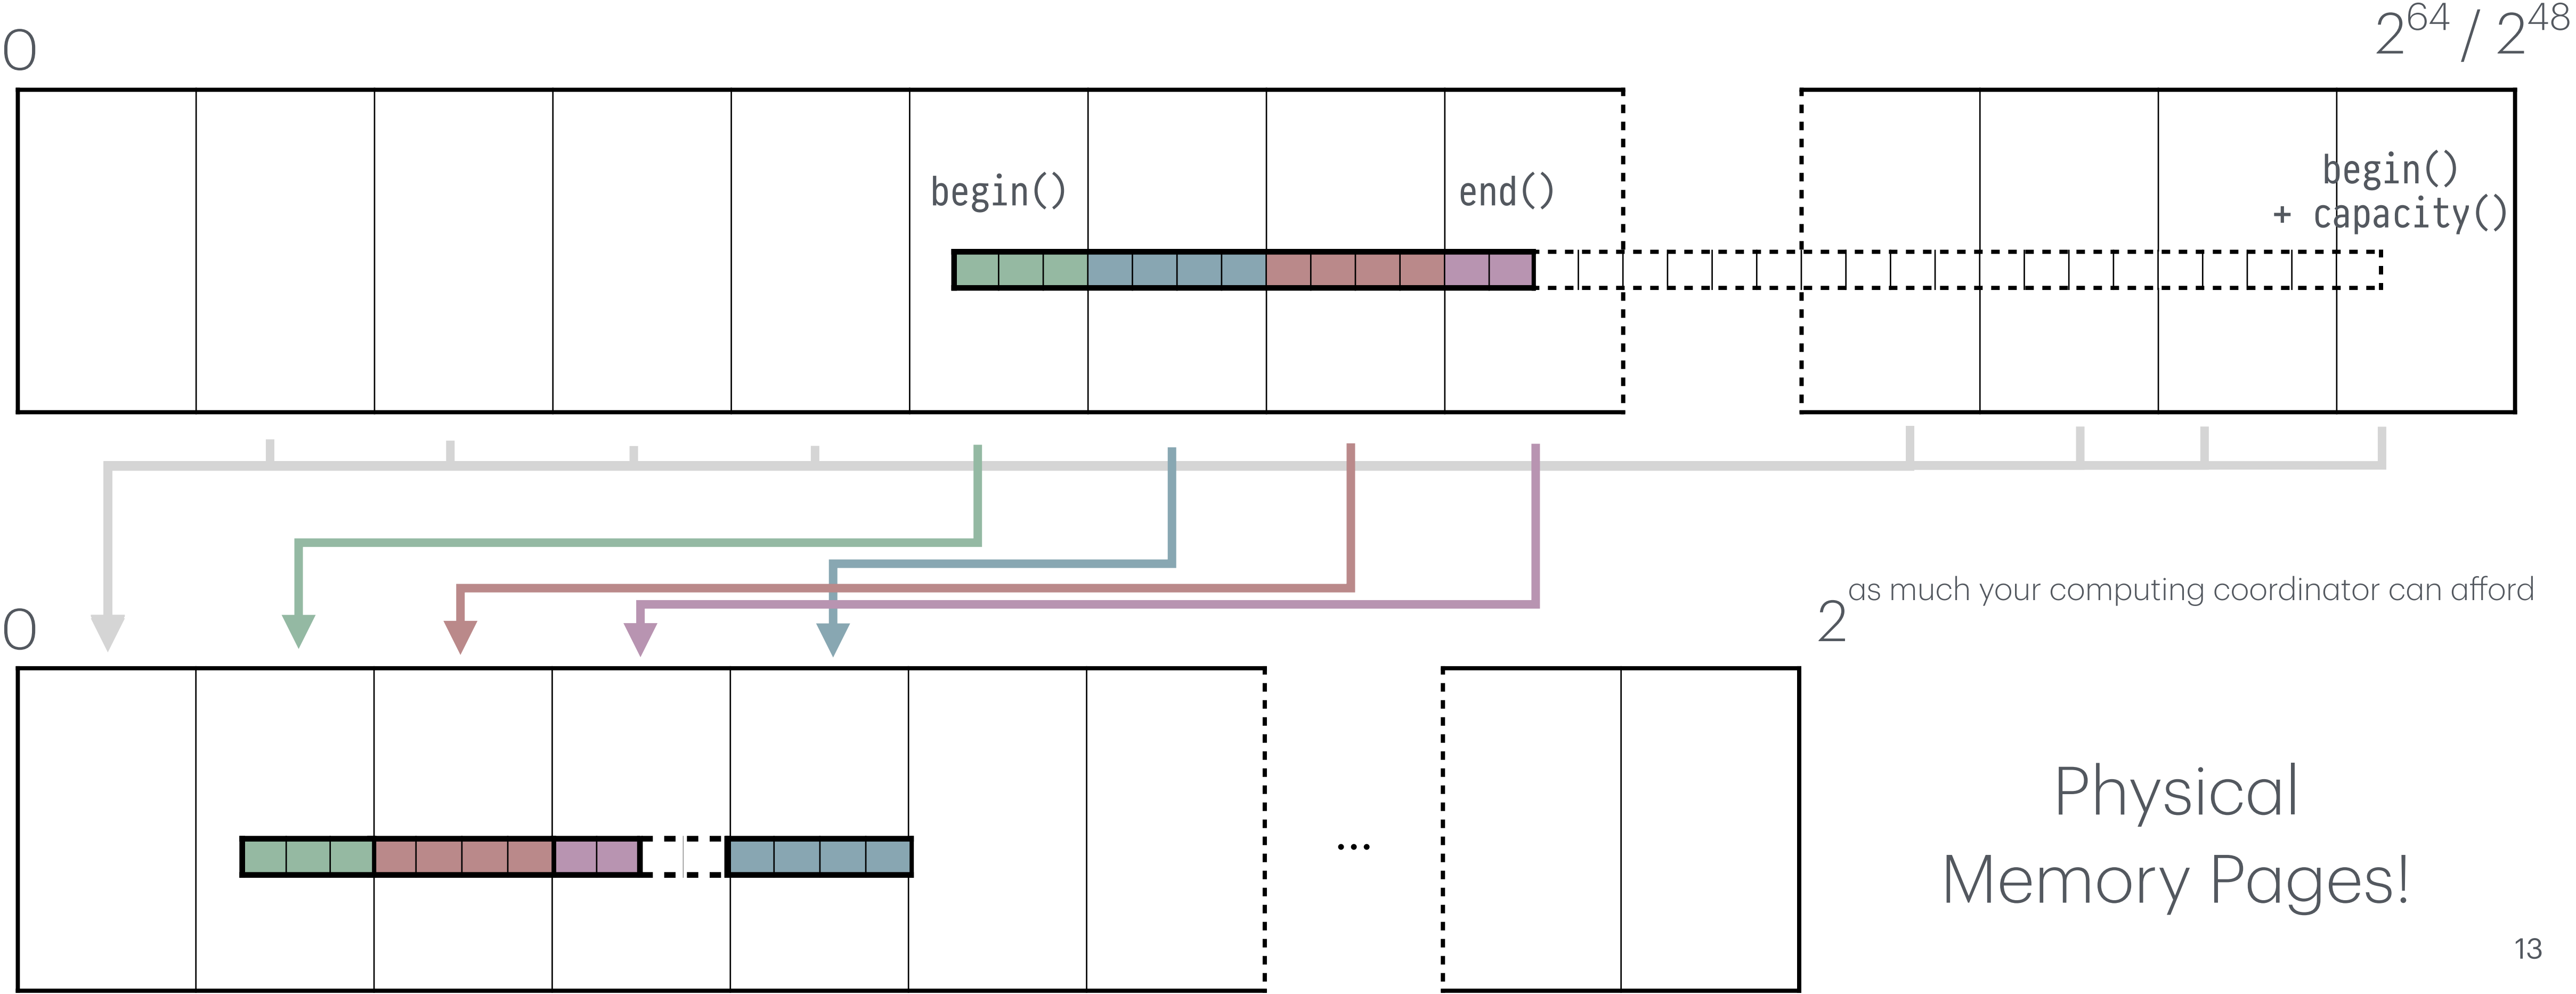 0
2^64 / 2^48
begin()
end()
begin()
+ capacity()
0
2^as much your computing coordinator can afford
...
Physical
Memory Pages!
13